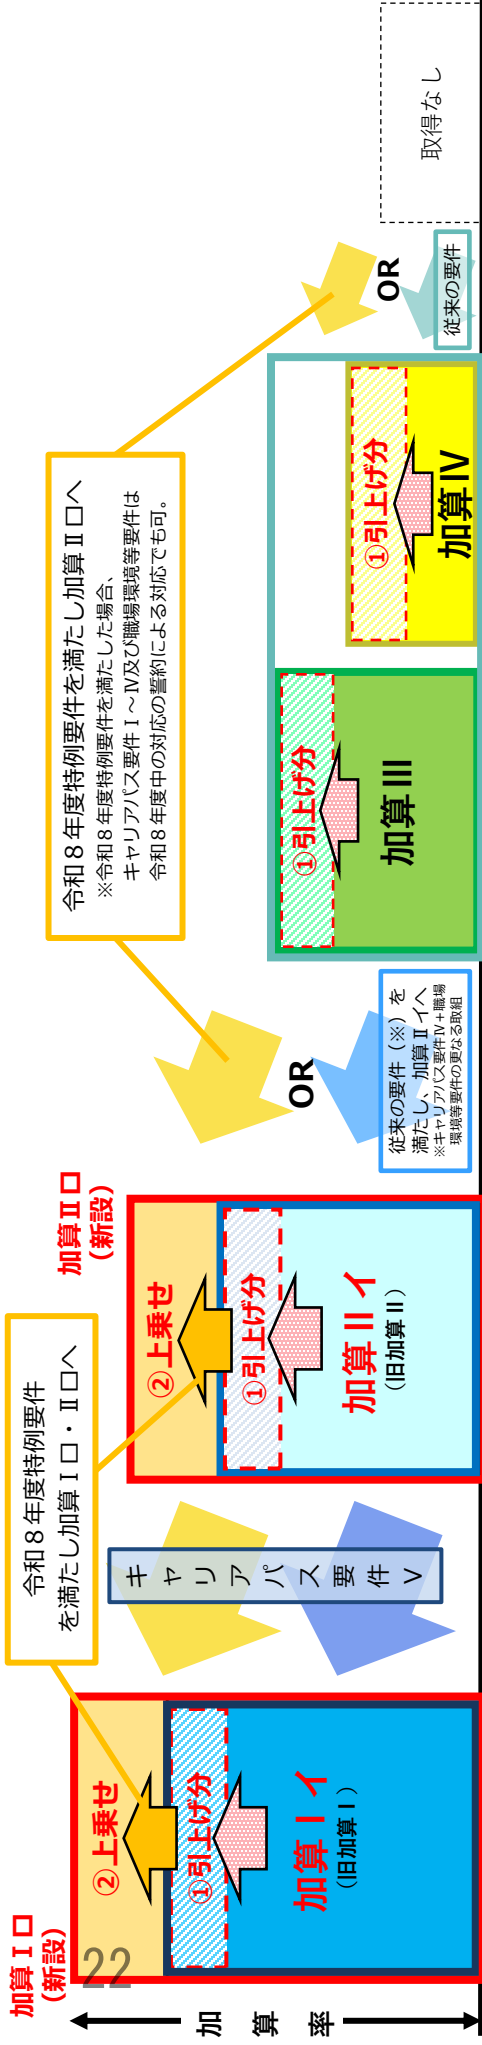 加算Ⅰロ
(新設)
22
加算率
②上乗せ
①引上げ分
加算Ⅰイ
(旧加算Ⅰ)
令和８年度特例要件
を満たし加算Ⅰロ・Ⅱロへ
キャリアパス要件Ⅴ
加算Ⅱロ
(新設)
②上乗せ
①引上げ分
加算Ⅱイ
(旧加算Ⅱ)
令和８年度特例要件を満たし加算Ⅱロへ
※令和８年度特例要件を満たした場合、
キャリアパス要件Ⅰ～Ⅳ及び職場環境等要件は
令和８年度中の対応の誓約による対応でも可。
OR
従来の要件（※）を
満たし、加算Ⅱイへ
※キャリアパス要件Ⅳ＋職場
環境等要件の更なる取組
①引上げ分
加算Ⅲ
①引上げ分
加算Ⅳ
OR
従来の要件
取得なし